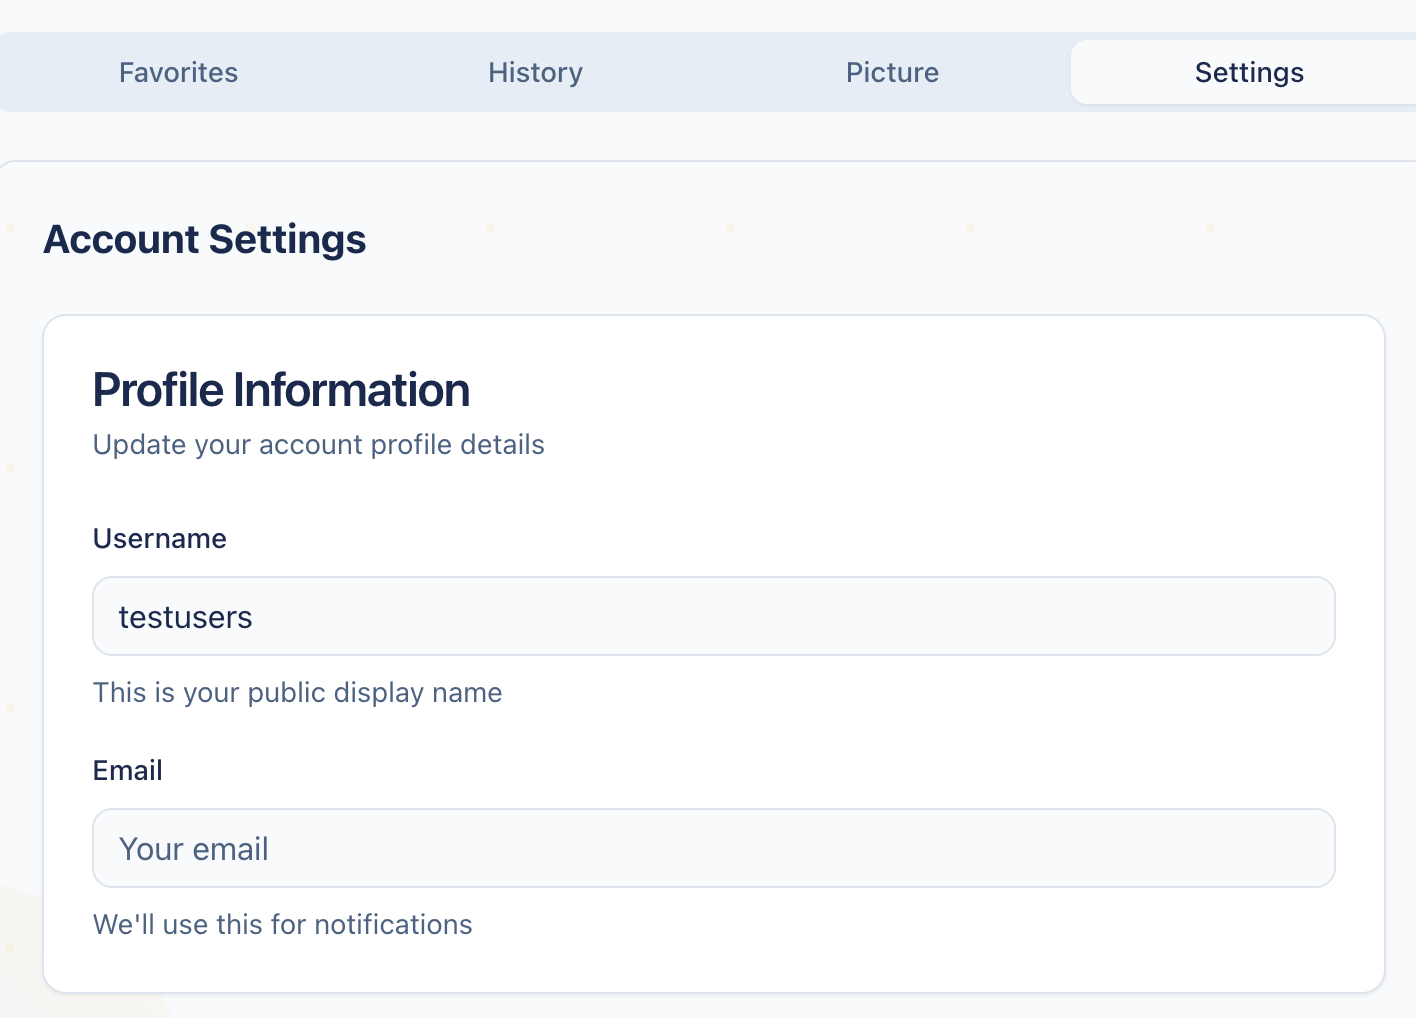 Favorites History Picture Settings
Account Settings
Profile Information
Update your account profile details
Username
testusers
This is your public display name
Email
Your email
We'll use this for notifications